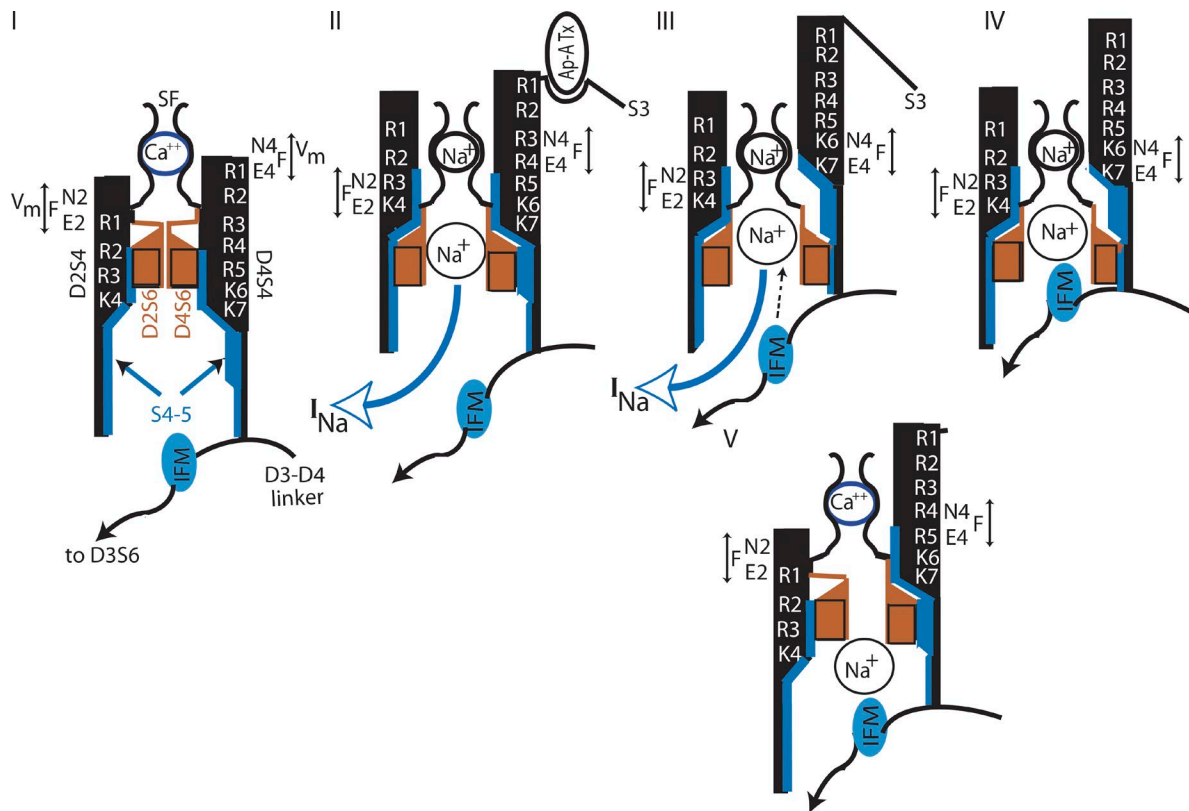 I
SF
Ca++
N4
E4
F
Vm
Vm
F
N2
E2
R1
R2
R3
K4
D2S4
R1
R2
R3
R4
R5
K6
K7
D4S4
D2S6
D4S6
S4-5
IFM
D3-D4
linker
to D3S6
II
Ap-A Tx
S3
R1
R2
R3
K4
F
N2
E2
Na+
Na+
R1
R2
R3
R4
R5
K6
K7
N4
E4
F
INa
IFM
III
S3
R1
R2
R3
K4
F
N2
E2
Na+
Na+
R1
R2
R3
R4
R5
K6
K7
N4
E4
F
INa
IFM
IV
R1
R2
R3
K4
F
N2
E2
Na+
Na+
R1
R2
R3
R4
R5
K6
K7
N4
E4
F
IFM
V
Ca++
F
N2
E2
R1
R2
R3
K4
R1
R2
R3
R4
R5
K6
K7
N4
E4
F
Na+
IFM